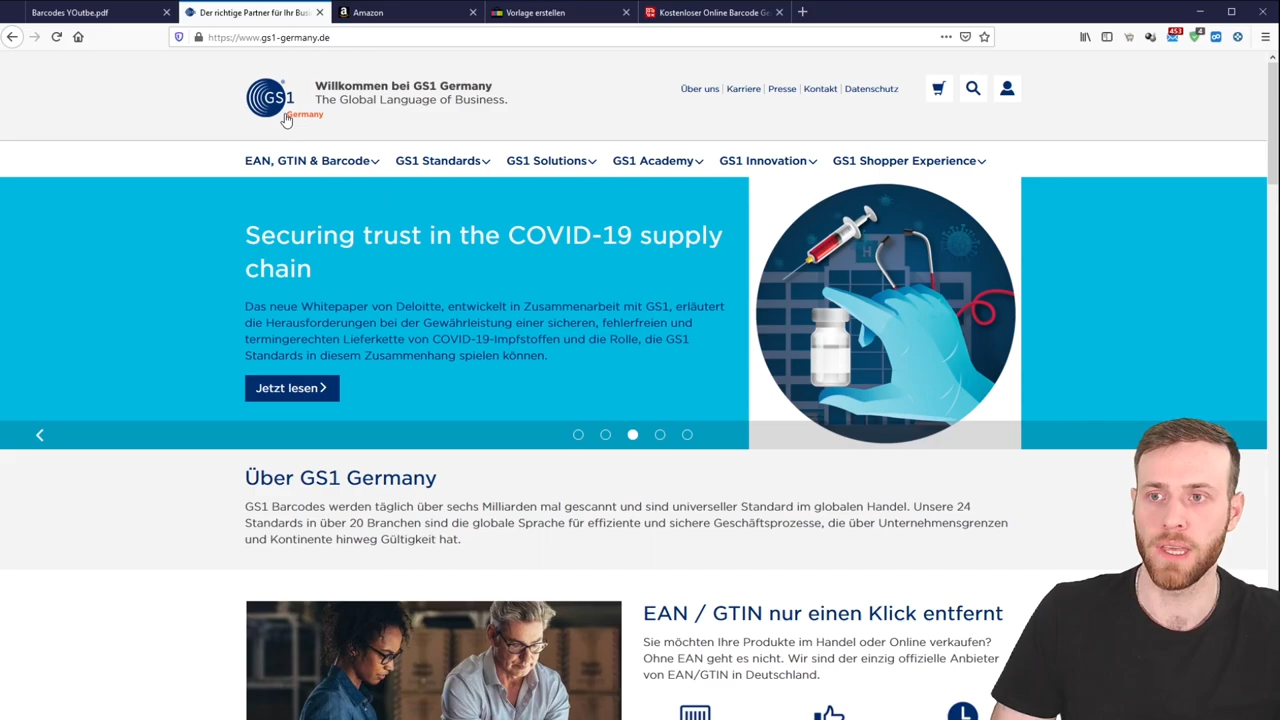 Barcodes YOutbe.pdf
Der richtige Partner für Ihr Busi
Amazon
Vorlage erstellen
Kostenloser Online Barcode Ge
https://www.gs1-germany.de
453
4
GS1
Germany
Willkommen bei GS1 Germany
The Global Language of Business.
Über uns | Karriere | Presse | Kontakt | Datenschutz
EAN, GTIN & Barcode
GS1 Standards
GS1 Solutions
GS1 Academy
GS1 Innovation
GS1 Shopper Experience
Securing trust in the COVID-19 supply
chain
Das neue Whitepaper von Deloitte, entwickelt in Zusammenarbeit mit GS1, erläutert
die Herausforderungen bei der Gewährleistung einer sicheren, fehlerfreien und
termingerechten Lieferkette von COVID-19-Impfstoffen und die Rolle, die GS1
Standards in diesem Zusammenhang spielen können.
Jetzt lesen
H
Über GS1 Germany
GS1 Barcodes werden täglich über sechs Milliarden mal gescannt und sind universeller Standard im globalen Handel. Unsere 24
Standards in über 20 Branchen sind die globale Sprache für effiziente und sichere Geschäftsprozesse, die über Unternehmensgrenzen
und Kontinente hinweg Gültigkeit hat.
EAN / GTIN nur einen Klick entfernt
Sie möchten Ihre Produkte im Handel oder Online verkaufen?
Ohne EAN geht es nicht. Wir sind der einzig offizielle Anbieter
von EAN/GTIN in Deutschland.